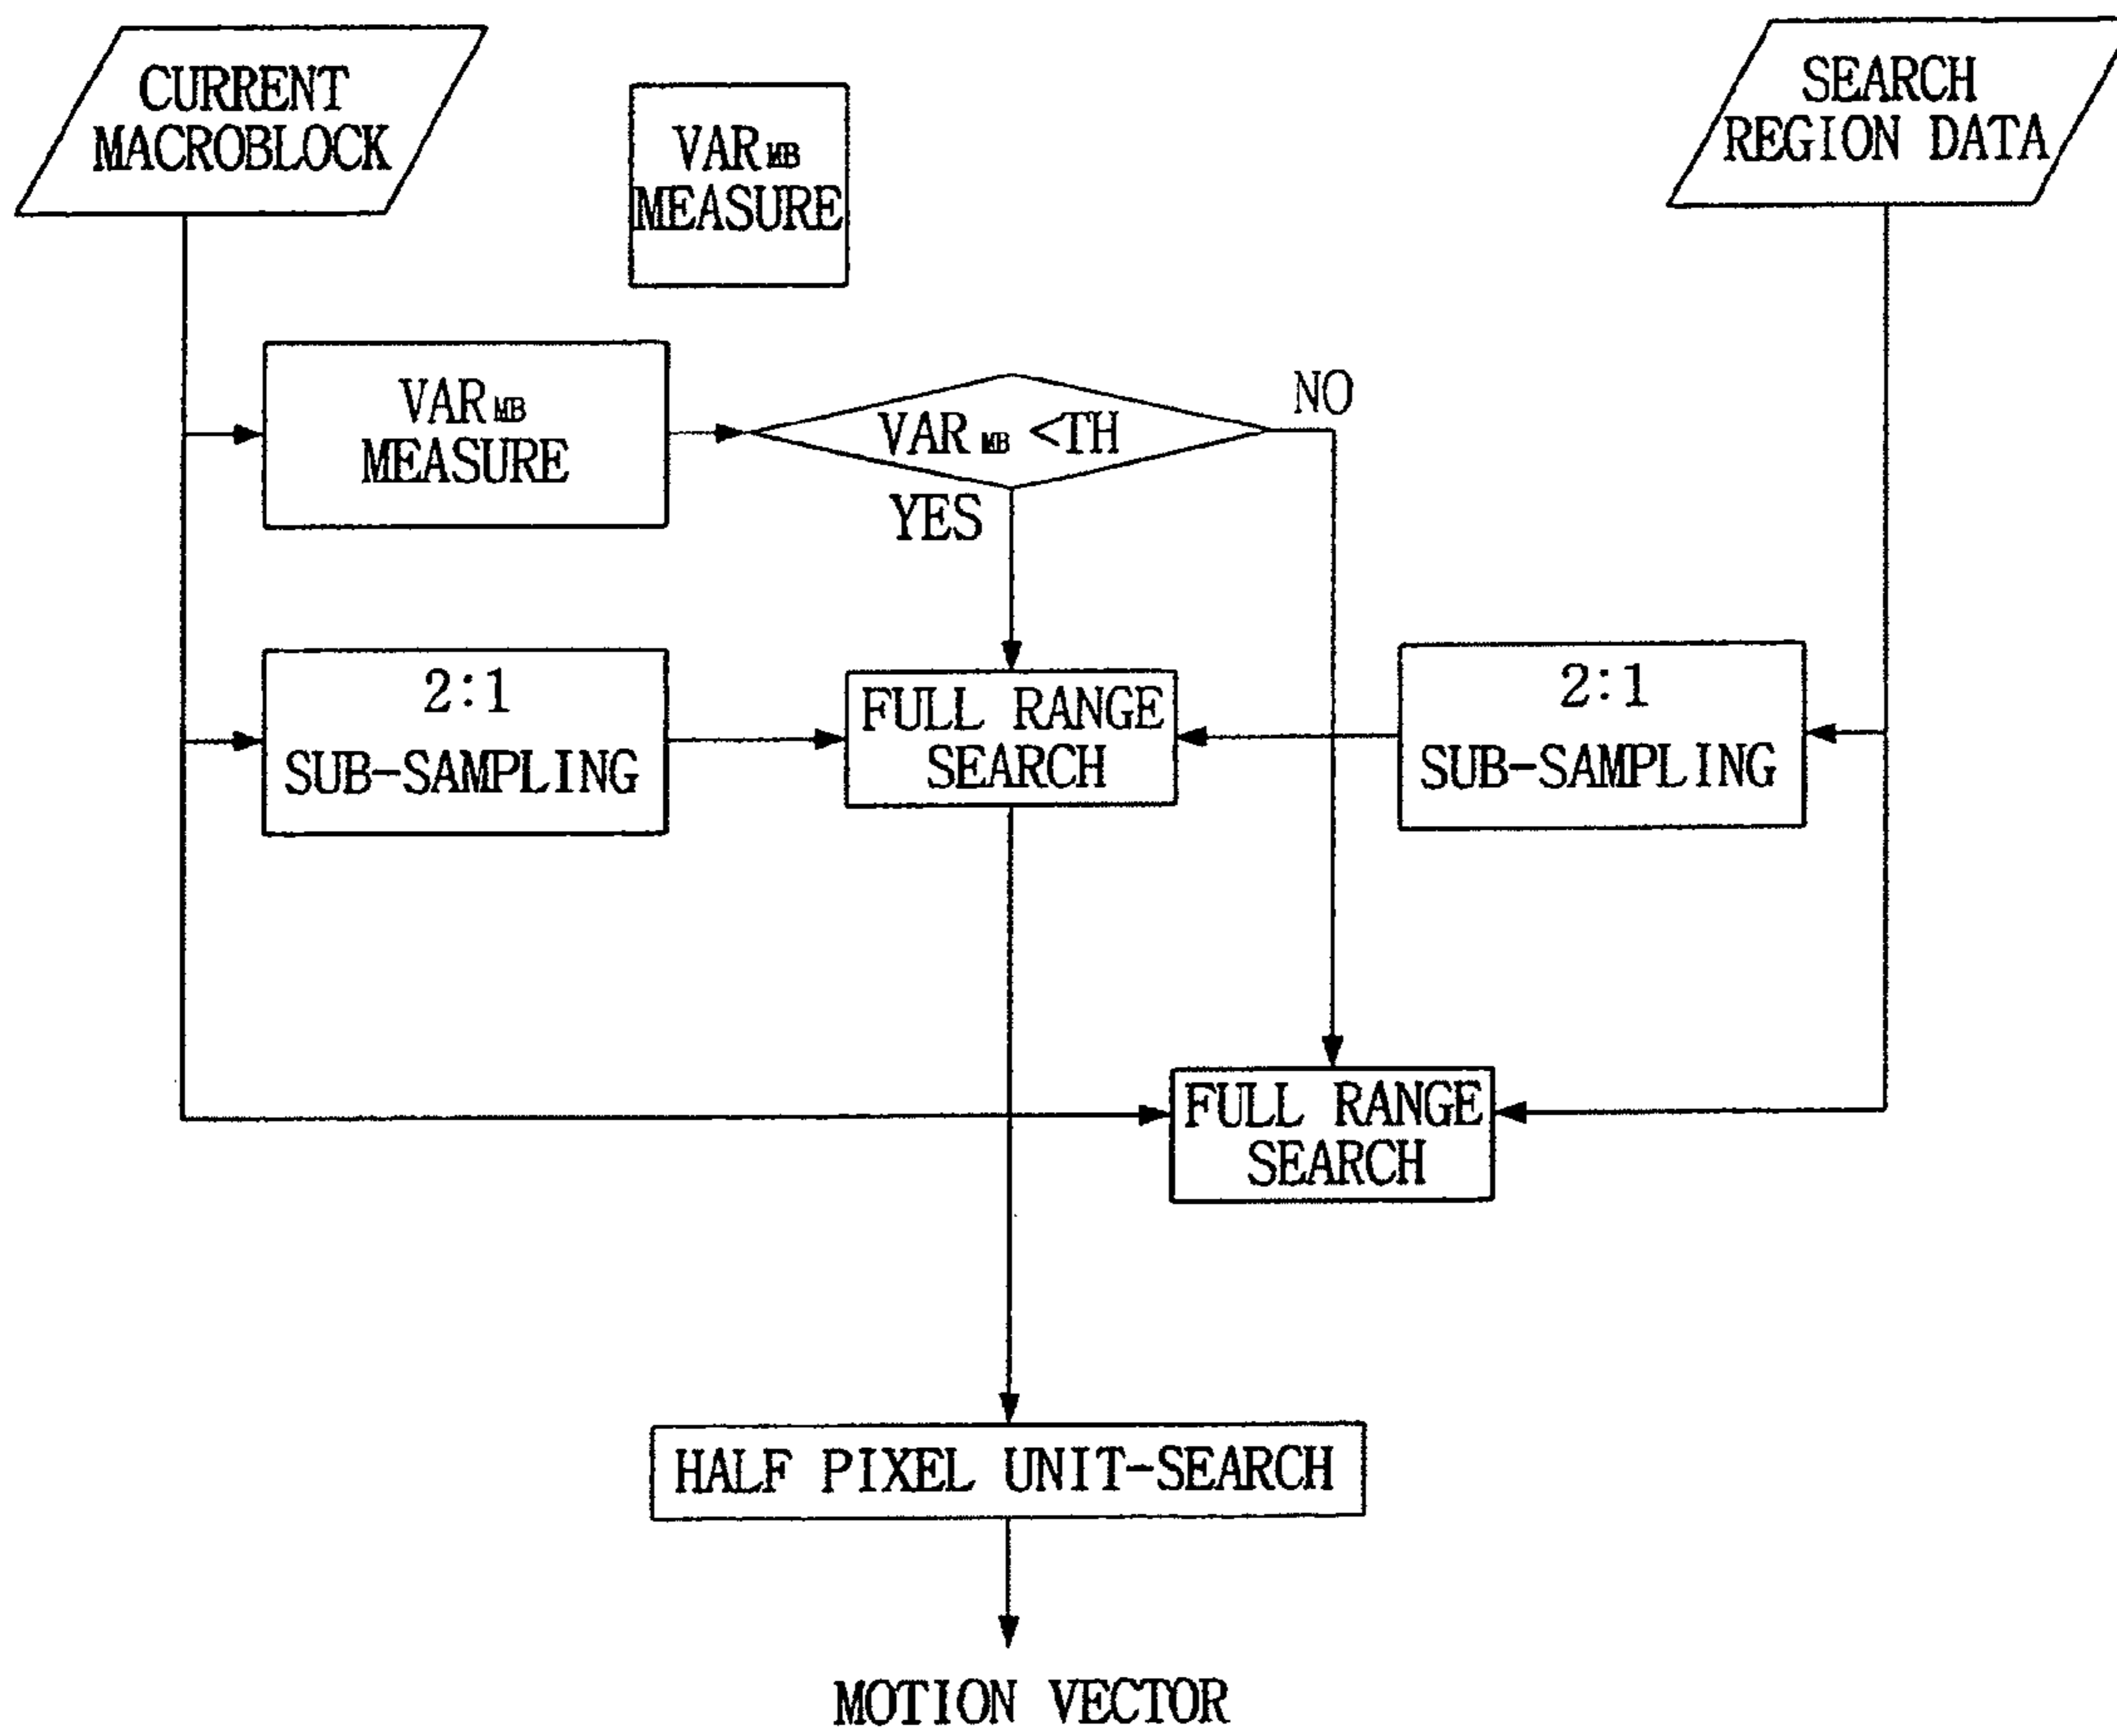 CURRENT
MACROBLOCK
VARMB
MEASURE
SEARCH
REGION DATA
VARMB
MEASURE
VARMB <TH
NO
YES
2:1
SUB-SAMPLING
FULL RANGE
SEARCH
2:1
SUB-SAMPLING
FULL RANGE
SEARCH
HALF PIXEL UNIT-SEARCH
MOTION VECTOR